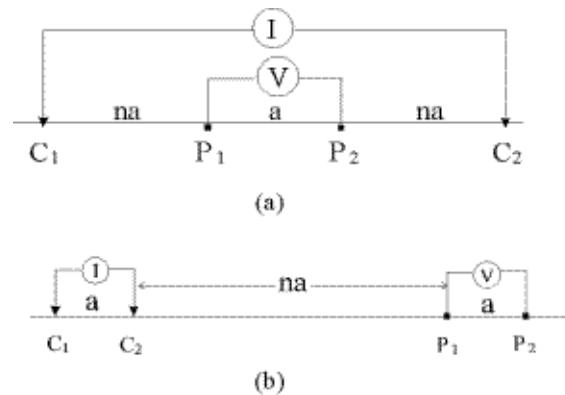 I
V
na a na
C₁ P₁ P₂ C₂
(a)
I V
na
a a
C₁ C₂ P₁ P₂
(b)